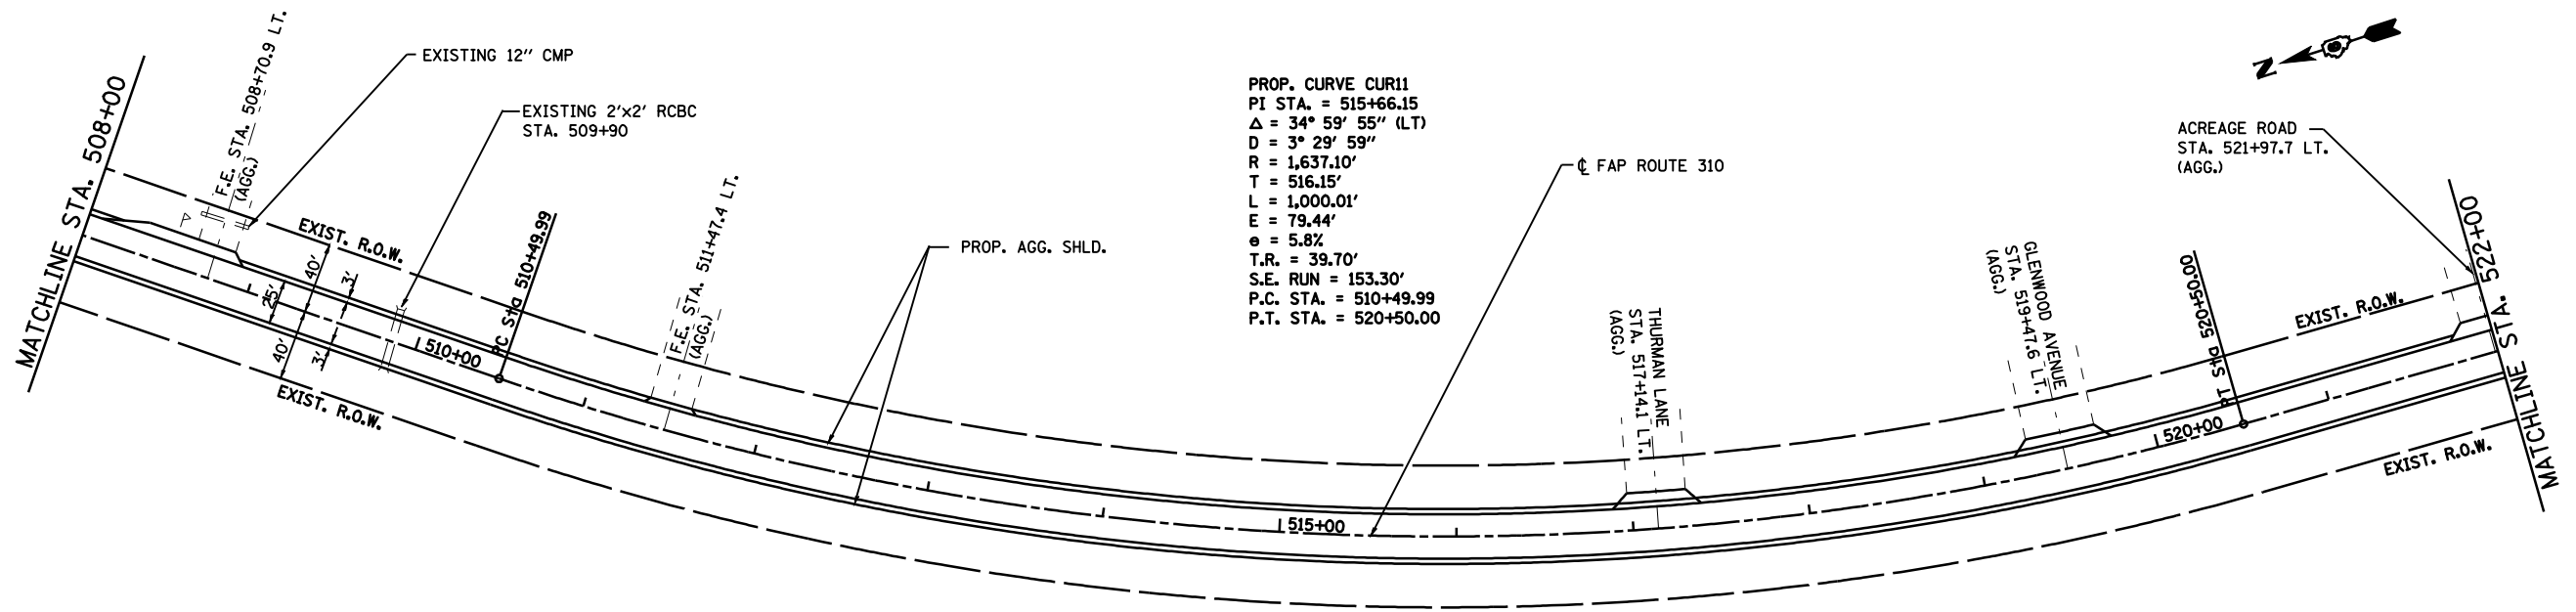 MATCHLINE STA. 508+00
F.E. STA. 508+70.9 LT.
(AGG.)
EXISTING 12" CMP
EXISTING 2'x2' RCBC
STA. 509+90
EXIST. R.O.W.
40'
3'
25'
40'
3'
EXIST. R.O.W.
510+00
PC Sta 510+49.99
F.E. STA. 511+47.4 LT.
(AGG.)
PROP. AGG. SHLD.
PROP. CURVE CUR11
PI STA. = 515+66.15
Δ = 34° 59' 55" (LT)
D = 3° 29' 59"
R = 1,637.10'
T = 516.15'
L = 1,000.01'
E = 79.44'
e = 5.8%
T.R. = 39.70'
S.E. RUN = 153.30'
P.C. STA. = 510+49.99
P.T. STA. = 520+50.00
515+00
℄ FAP ROUTE 310
THURMAN LANE
STA. 517+14.1 LT.
(AGG.)
GLENWOOD AVENUE
STA. 519+47.6 LT.
(AGG.)
520+00
PT Sta 520+50.00
EXIST. R.O.W.
EXIST. R.O.W.
ACREAGE ROAD
STA. 521+97.7 LT.
(AGG.)
N
MATCHLINE STA. 522+00